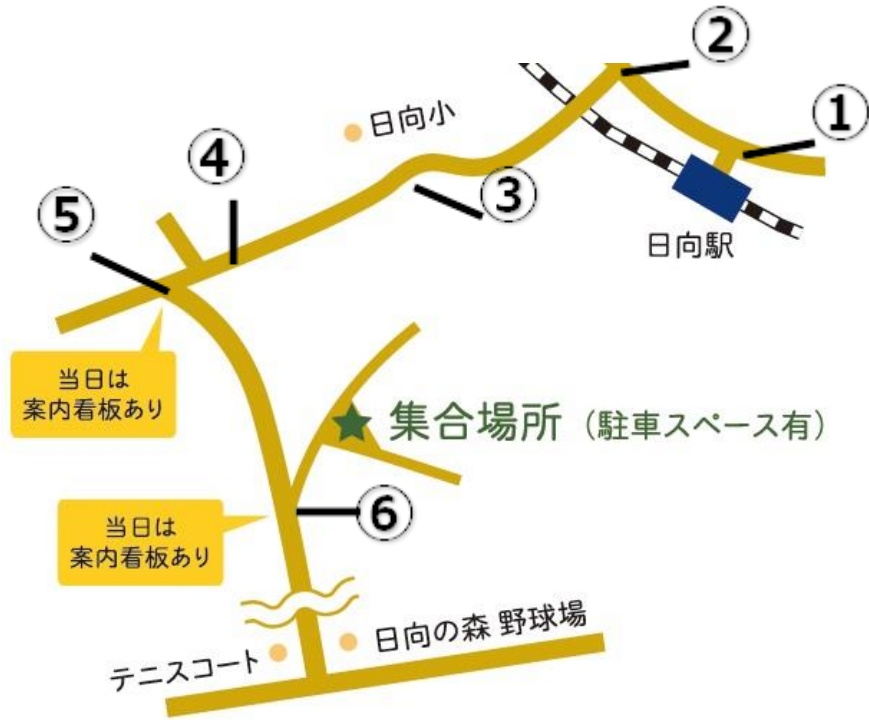 ②
①
日向小
④
③
⑤
日向駅
当日は
案内看板あり
集合場所（駐車スペース有）
⑥
当日は
案内看板あり
日向の森 野球場
テニスコート